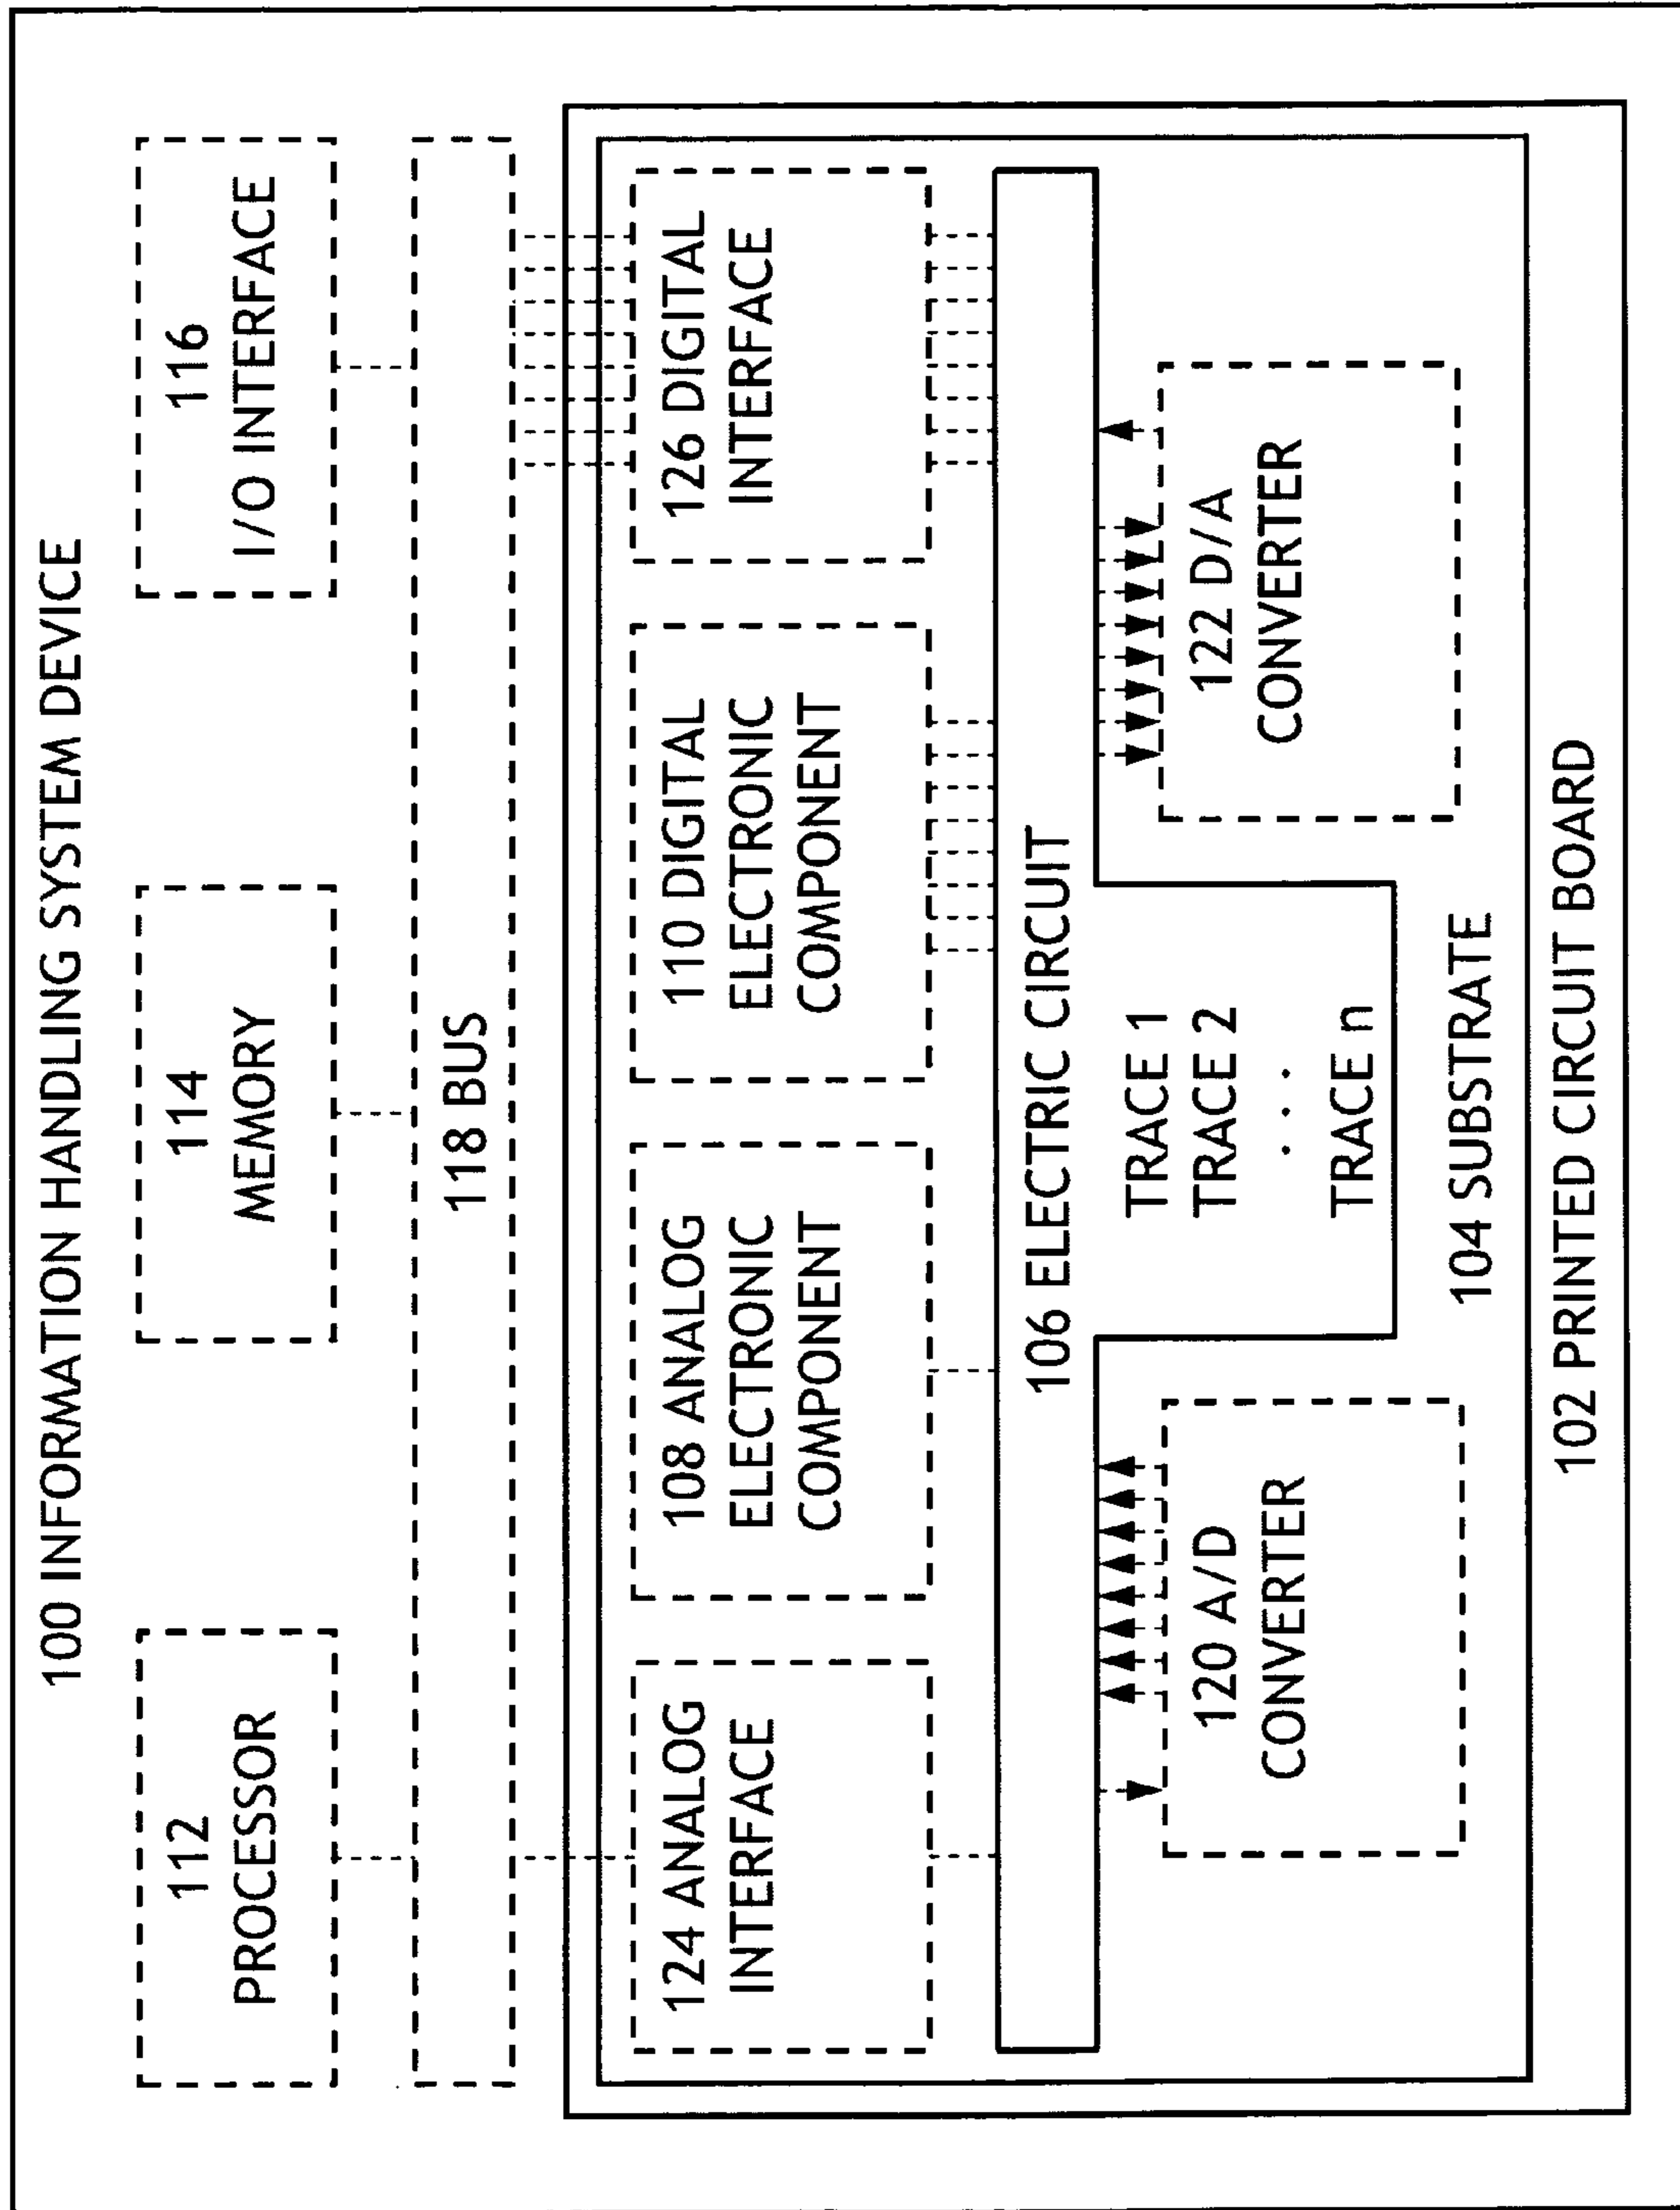 100 INFORMATION HANDLING SYSTEM DEVICE
112
PROCESSOR
114
MEMORY
116
I/O INTERFACE
118 BUS
124 ANALOG
INTERFACE
108 ANALOG
ELECTRONIC
COMPONENT
110 DIGITAL
ELECTRONIC
COMPONENT
126 DIGITAL
INTERFACE
106 ELECTRIC CIRCUIT
TRACE 1
TRACE 2
. . .
TRACE n
120 A/D
CONVERTER
122 D/A
CONVERTER
104 SUBSTRATE
102 PRINTED CIRCUIT BOARD